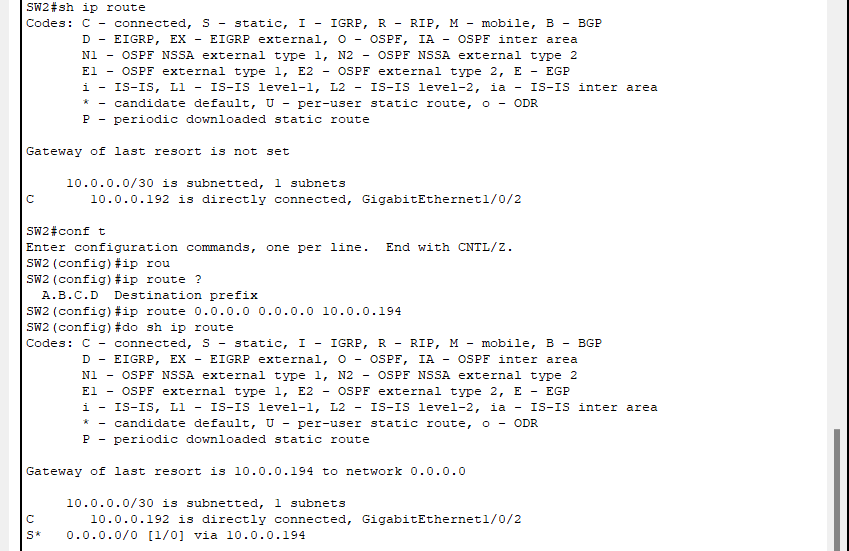 SW2#sh ip route
Codes: C - connected, S - static, I - IGRP, R - RIP, M - mobile, B - BGP
       D - EIGRP, EX - EIGRP external, O - OSPF, IA - OSPF inter area
       N1 - OSPF NSSA external type 1, N2 - OSPF NSSA external type 2
       E1 - OSPF external type 1, E2 - OSPF external type 2, E - EGP
       i - IS-IS, L1 - IS-IS level-1, L2 - IS-IS level-2, ia - IS-IS inter area
       * - candidate default, U - per-user static route, o - ODR
       P - periodic downloaded static route
Gateway of last resort is not set
     10.0.0.0/30 is subnetted, 1 subnets
C       10.0.0.192 is directly connected, GigabitEthernet1/0/2
SW2#conf t
Enter configuration commands, one per line.  End with CNTL/Z.
SW2(config)#ip rou
SW2(config)#ip route ?
  A.B.C.D  Destination prefix
SW2(config)#ip route 0.0.0.0 0.0.0.0 10.0.0.194
SW2(config)#do sh ip route
Codes: C - connected, S - static, I - IGRP, R - RIP, M - mobile, B - BGP
       D - EIGRP, EX - EIGRP external, O - OSPF, IA - OSPF inter area
       N1 - OSPF NSSA external type 1, N2 - OSPF NSSA external type 2
       E1 - OSPF external type 1, E2 - OSPF external type 2, E - EGP
       i - IS-IS, L1 - IS-IS level-1, L2 - IS-IS level-2, ia - IS-IS inter area
       * - candidate default, U - per-user static route, o - ODR
       P - periodic downloaded static route
Gateway of last resort is 10.0.0.194 to network 0.0.0.0
     10.0.0.0/30 is subnetted, 1 subnets
C       10.0.0.192 is directly connected, GigabitEthernet1/0/2
S*   0.0.0.0/0 [1/0] via 10.0.0.194